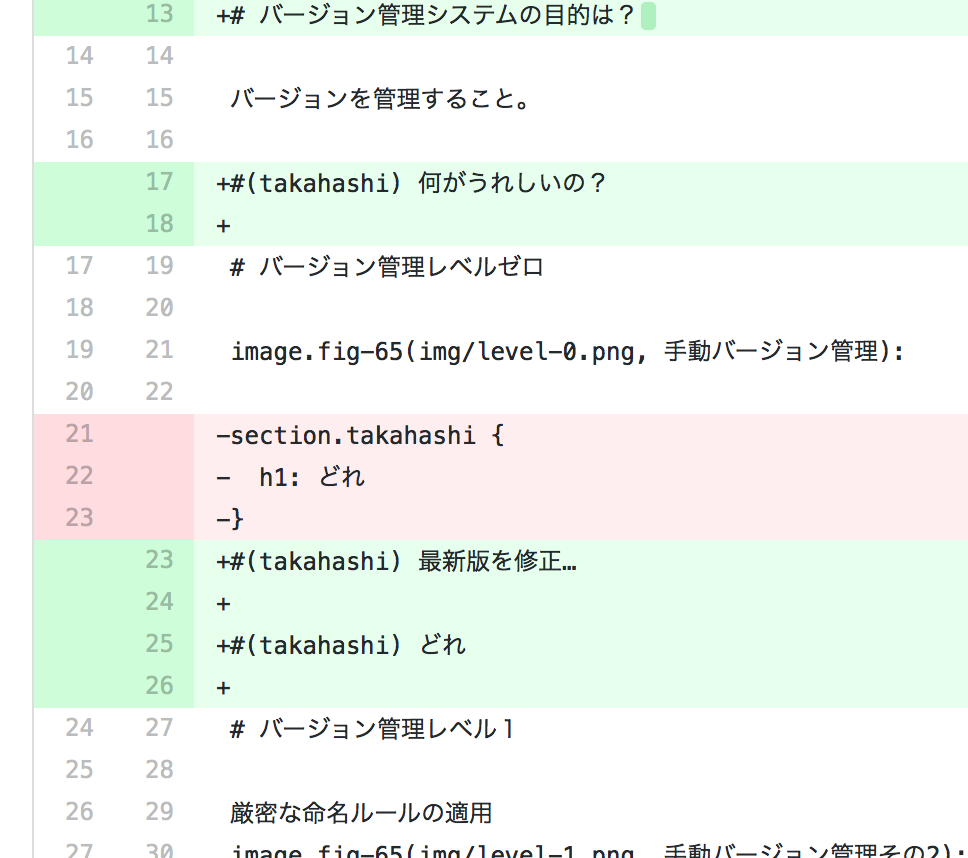 13 +# バージョン管理システムの目的は？
14 14
15 15 バージョンを管理すること。
16 16
17 +#(takahashi) 何がうれしいの？
18 +
17 19 # バージョン管理レベルゼロ
18 20
19 21 image.fig-65(img/level-0.png, 手動バージョン管理):
20 22
21 -section.takahashi {
22 -  h1: どれ
23 -}
23 +#(takahashi) 最新版を修正…
24 +
25 +#(takahashi) どれ
26 +
24 27 # バージョン管理レベル１
25 28
26 29 厳密な命名ルールの適用
27 30 image.fig-65(img/level-1.png, 手動バージョン管理その2):